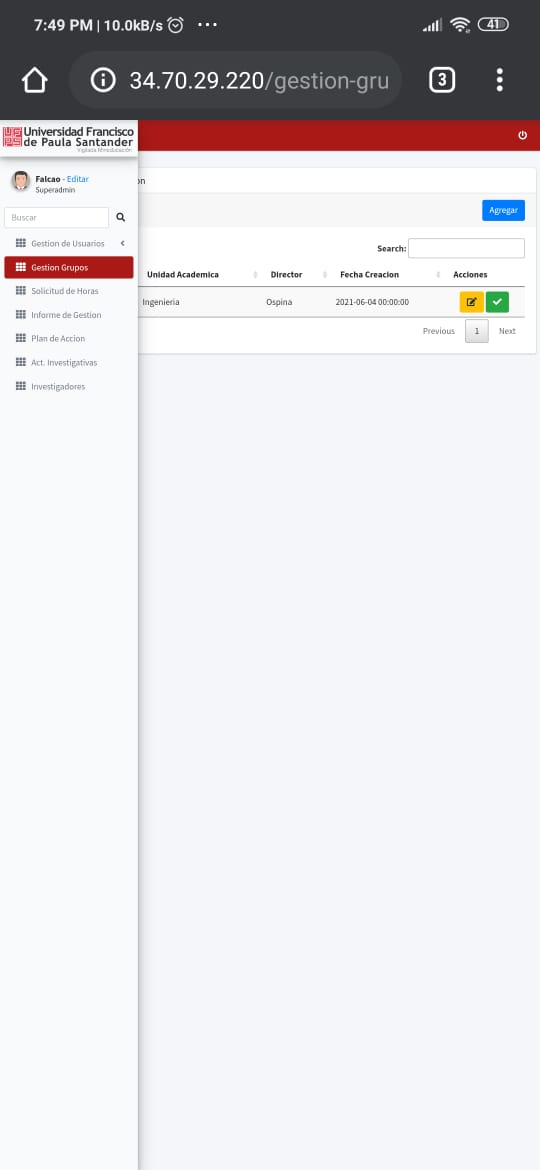 7:49 PM | 10.0kB/s ...
41
34.70.29.220/gestion-gru
3
Universidad Francisco
de Paula Santander
Vigilada Mineducación
Falcao - Editar
Superadmin
Buscar
Gestion de Usuarios
Gestion Grupos
Solicitud de Horas
Informe de Gestion
Plan de Accion
Act. Investigativas
Investigadores
on
Agregar
Search:
Unidad Academica Director Fecha Creacion Acciones
Ingenieria Ospina 2021-06-04 00:00:00
Previous 1 Next